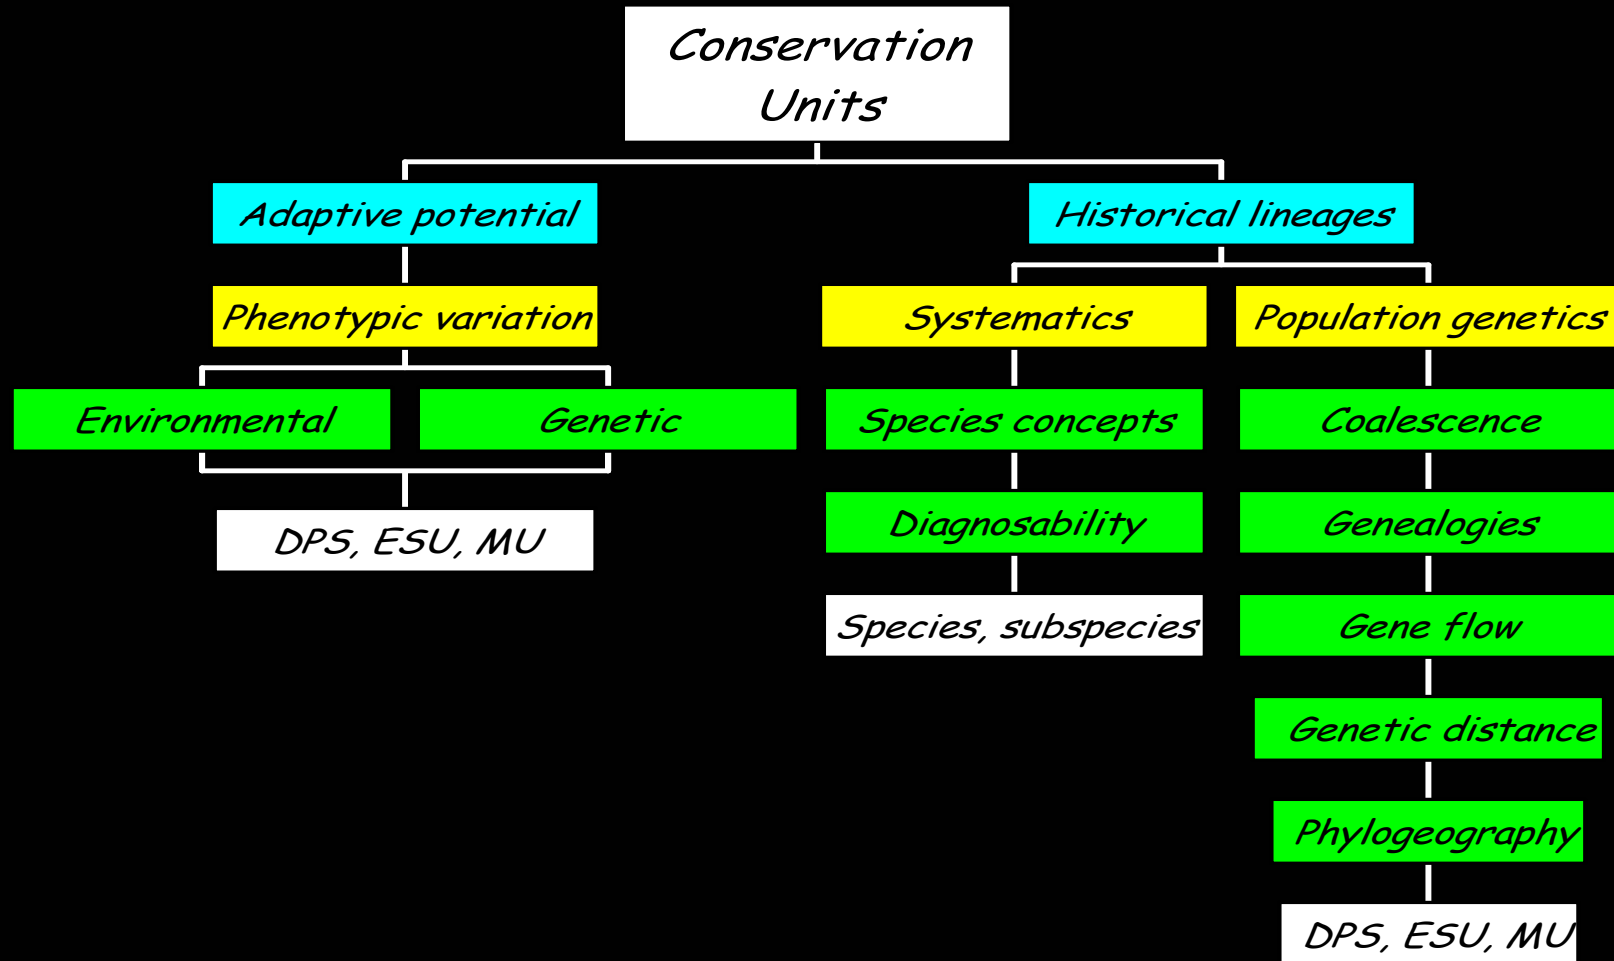 Conservation
Units
Adaptive potential
Historical lineages
Phenotypic variation
Systematics
Population genetics
Environmental
Genetic
Species concepts
Coalescence
Diagnosability
Genealogies
DPS, ESU, MU
Species, subspecies
Gene flow
Genetic distance
Phylogeography
DPS, ESU, MU